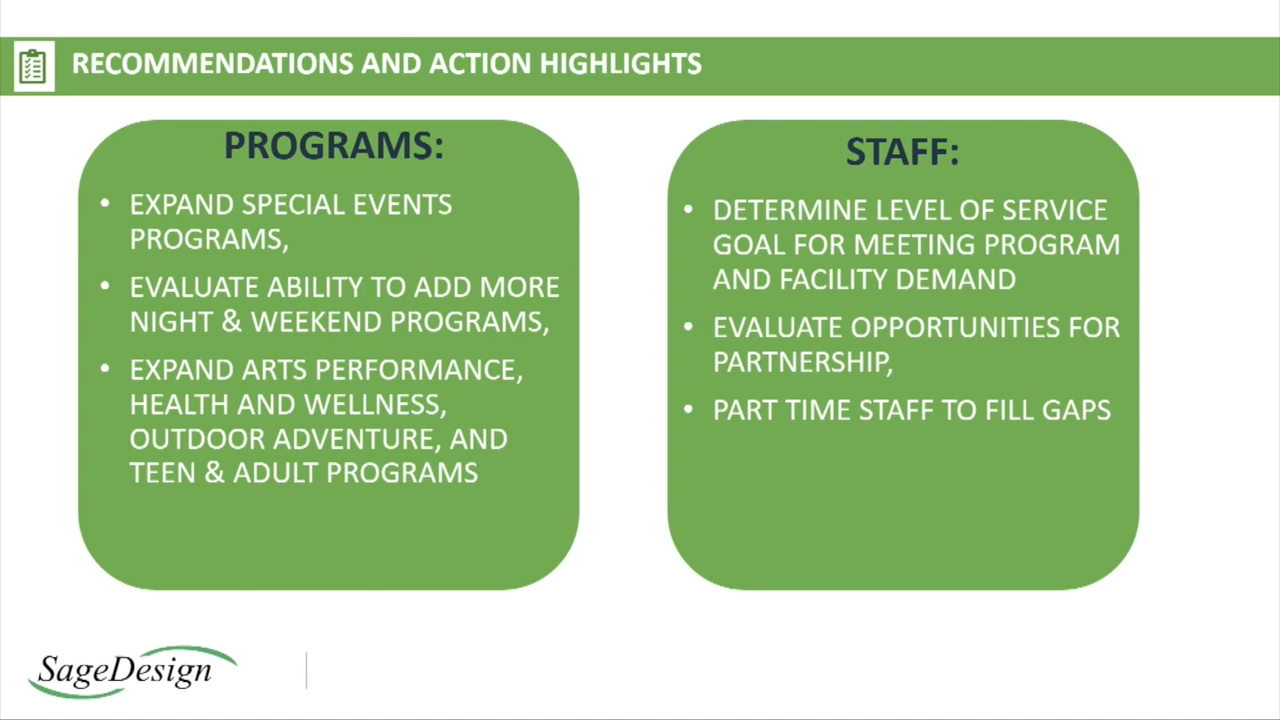 RECOMMENDATIONS AND ACTION HIGHLIGHTS
PROGRAMS:
• EXPAND SPECIAL EVENTS
PROGRAMS,
• EVALUATE ABILITY TO ADD MORE
NIGHT & WEEKEND PROGRAMS,
• EXPAND ARTS PERFORMANCE,
HEALTH AND WELLNESS,
OUTDOOR ADVENTURE, AND
TEEN & ADULT PROGRAMS
STAFF:
• DETERMINE LEVEL OF SERVICE
GOAL FOR MEETING PROGRAM
AND FACILITY DEMAND
• EVALUATE OPPORTUNITIES FOR
PARTNERSHIP,
• PART TIME STAFF TO FILL GAPS
SageDesign